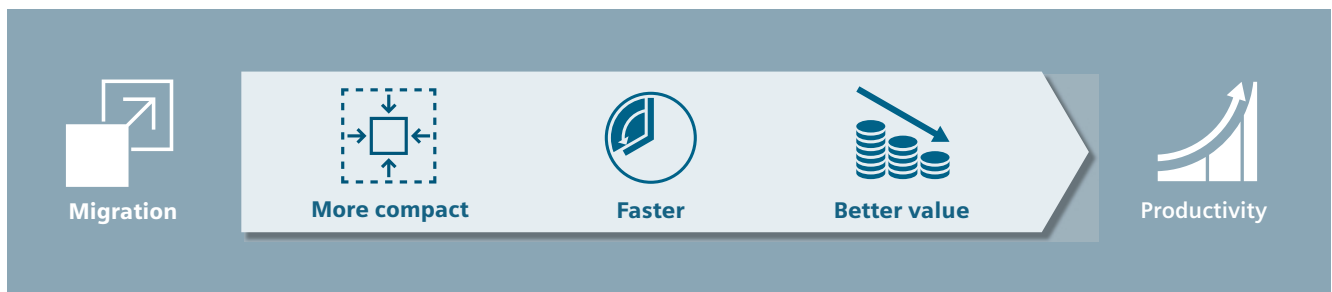 Migration
More compact
Faster
Better value
Productivity